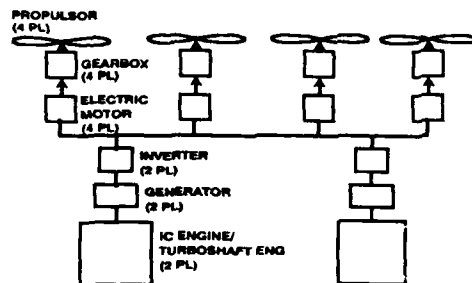 PROPULSOR
(4 PL)
GEARBOX
(4 PL)
ELECTRIC
MOTOR
(4 PL)
INVERTER
(2 PL)
GENERATOR
(2 PL)
IC ENGINE/
TURBOSHAFT ENG
(2 PL)